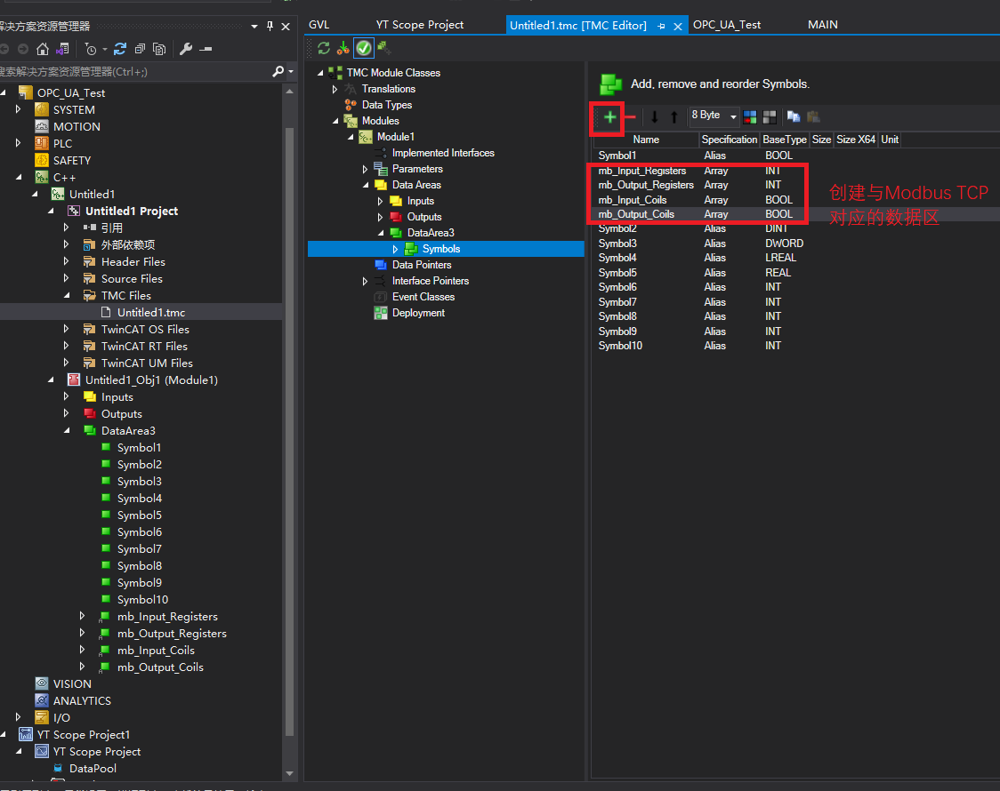 GVL
YT Scope Project
Untitled1.tmc [TMC Editor]
OPC_UA_Test
MAIN
解决方案资源管理器
搜索解决方案资源管理器(Ctrl+;)
OPC_UA_Test
SYSTEM
MOTION
PLC
SAFETY
C++
Untitled1
Untitled1 Project
引用
外部依赖项
Header Files
Source Files
TMC Files
Untitled1.tmc
TwinCAT OS Files
TwinCAT RT Files
TwinCAT UM Files
Untitled1_Obj1 (Module1)
Inputs
Outputs
DataArea3
Symbol1
Symbol2
Symbol3
Symbol4
Symbol5
Symbol6
Symbol7
Symbol8
Symbol9
Symbol10
mb_Input_Registers
mb_Output_Registers
mb_Input_Coils
mb_Output_Coils
VISION
ANALYTICS
I/O
YT Scope Project1
YT Scope Project
DataPool
TMC Module Classes
Translations
Data Types
Modules
Module1
Implemented Interfaces
Parameters
Data Areas
Inputs
Outputs
DataArea3
Symbols
Data Pointers
Interface Pointers
Event Classes
Deployment
Add, remove and reorder Symbols.
8 Byte
Name Specification BaseType Size Size X64 Unit
Symbol1 Alias BOOL
mb_Input_Registers Array INT
mb_Output_Registers Array INT
mb_Input_Coils Array BOOL
mb_Output_Coils Array BOOL
Symbol2 Alias DINT
Symbol3 Alias DWORD
Symbol4 Alias LREAL
Symbol5 Alias REAL
Symbol6 Alias INT
Symbol7 Alias INT
Symbol8 Alias INT
Symbol9 Alias INT
Symbol10 Alias INT
创建与Modbus TCP
对应的数据区